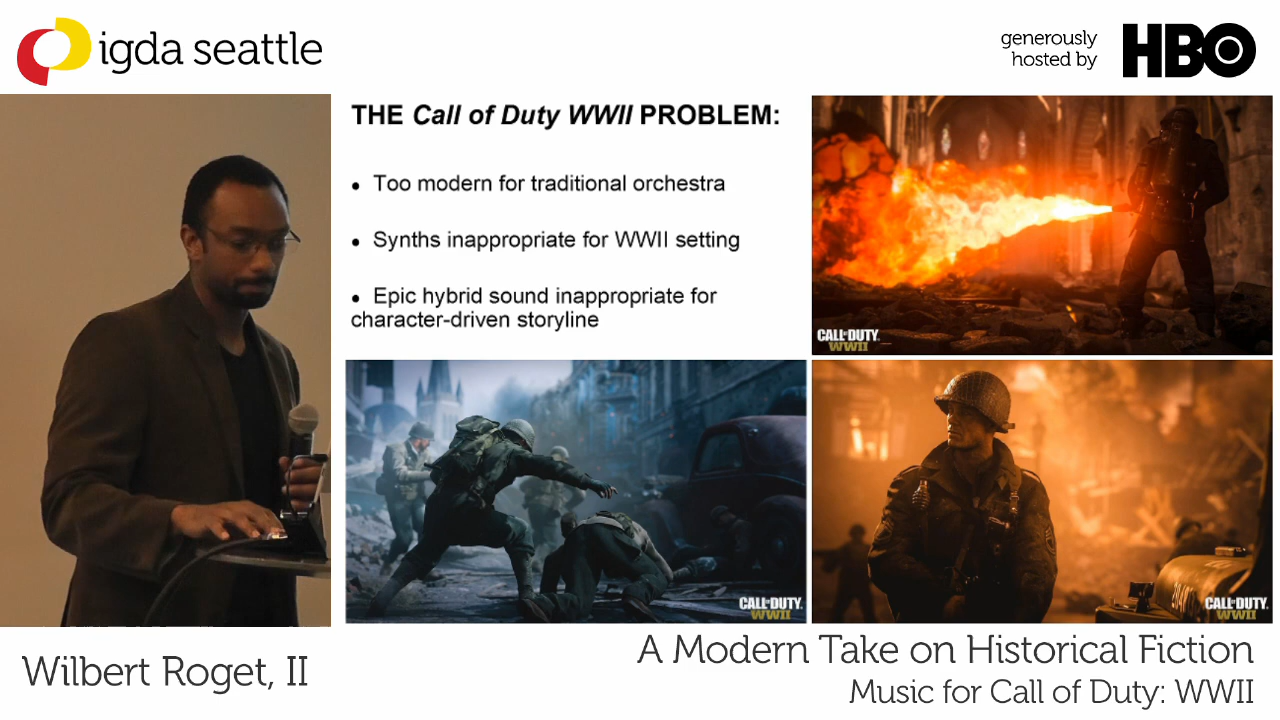 igda seattle
generously
hosted by
HBO
THE Call of Duty WWII PROBLEM:
• Too modern for traditional orchestra
• Synths inappropriate for WWII setting
• Epic hybrid sound inappropriate for
character-driven storyline
CALL OF DUTY
WWII
CALL OF DUTY
WWII
CALL OF DUTY
WWII
Wilbert Roget, II
A Modern Take on Historical Fiction
Music for Call of Duty: WWII